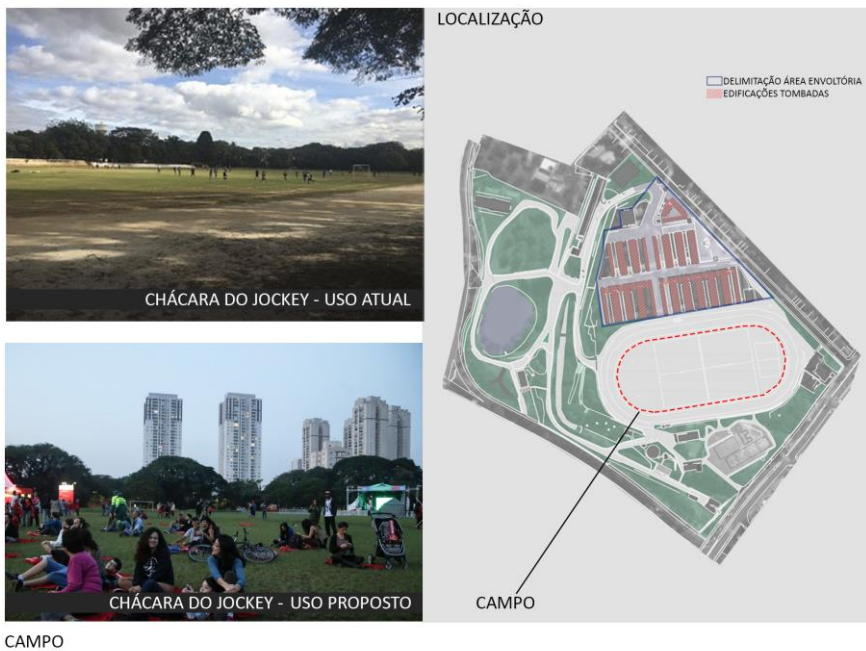 LOCALIZAÇÃO
DELIMITAÇÃO ÁREA ENVOLTÓRIA
EDIFICAÇÕES TOMBADAS
CHÁCARA DO JOCKEY - USO ATUAL
CHÁCARA DO JOCKEY - USO PROPOSTO
CAMPO
CAMPO